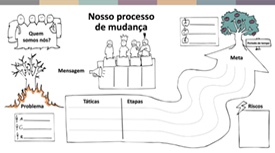 Nosso processo
de mudança
Quem
somos nós?
Mensagem
Meta
Problema
Táticas
Etapas
Riscos